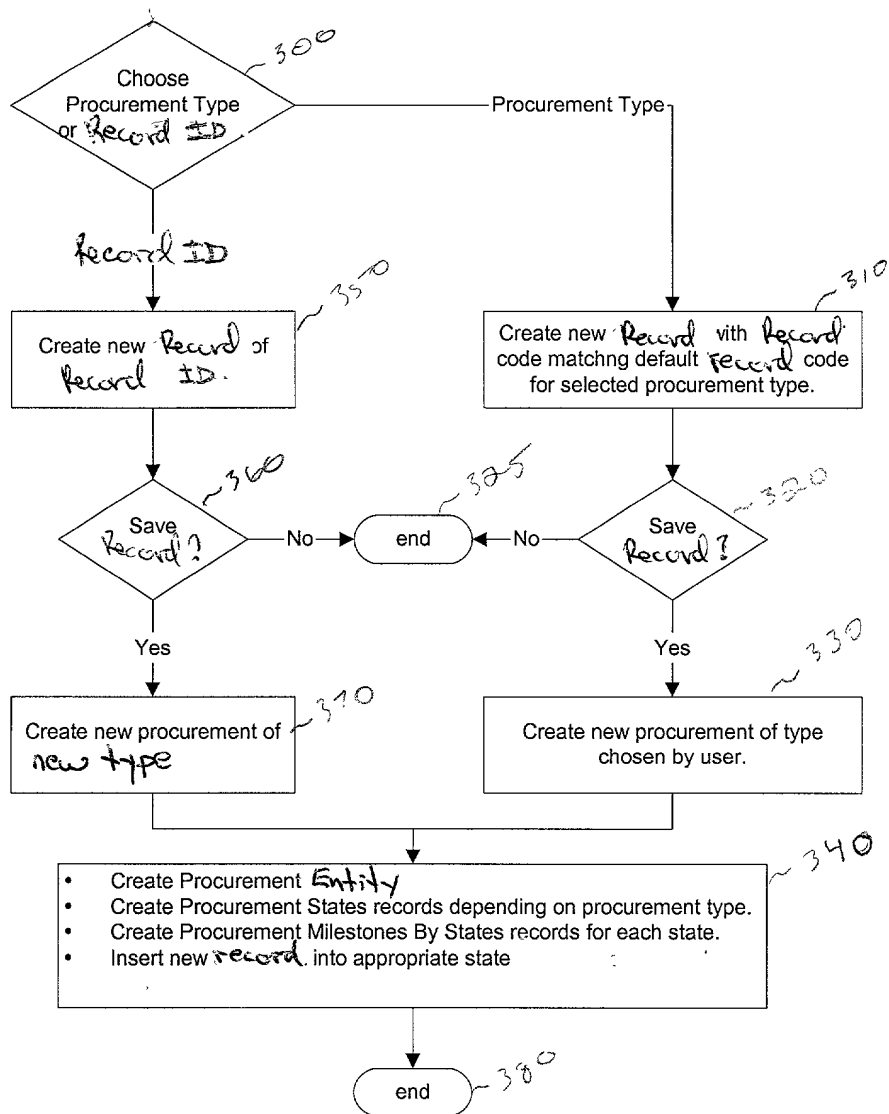 300
Choose
Procurement Type
or Record ID
Procurement Type
Record ID
350
310
Create new Record of
Record ID.
Create new Record vith Record
code matchng default record code
for selected procurement type.
360
325
320
Save
Record?
No
end
No
Save
Record?
Yes
Yes
370
330
Create new procurement of
new type
Create new procurement of type
chosen by user.
340
• Create Procurement Entity
• Create Procurement States records depending on procurement type.
• Create Procurement Milestones By States records for each state.
• Insert new record. into appropriate state
end
380